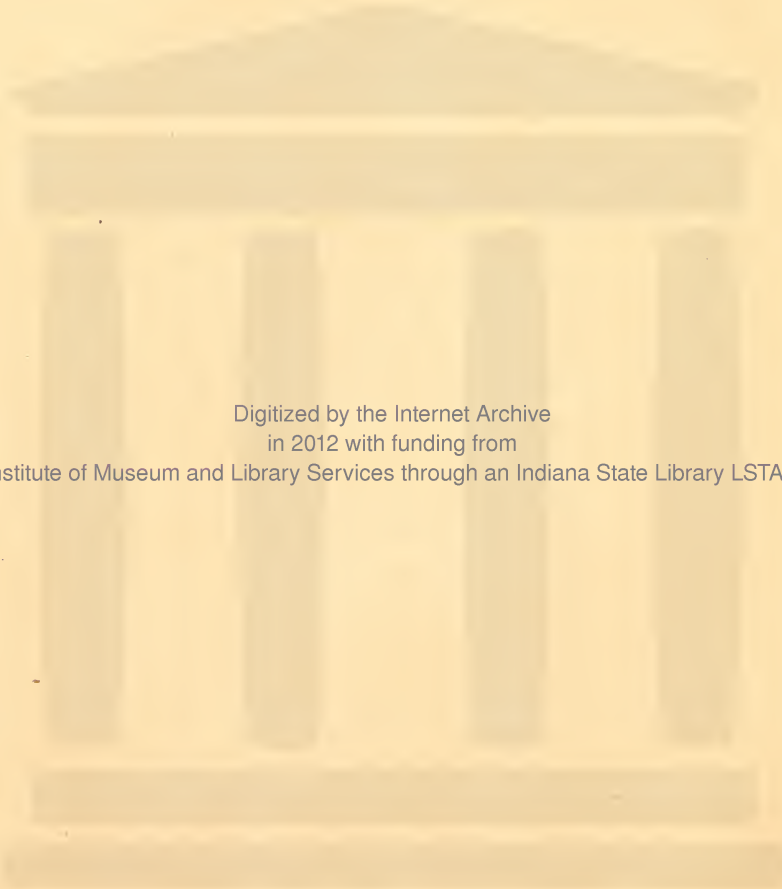 Digitized by the Internet Archive
in 2012 with funding from
nstitute of Museum and Library Services through an Indiana State Library LSTA